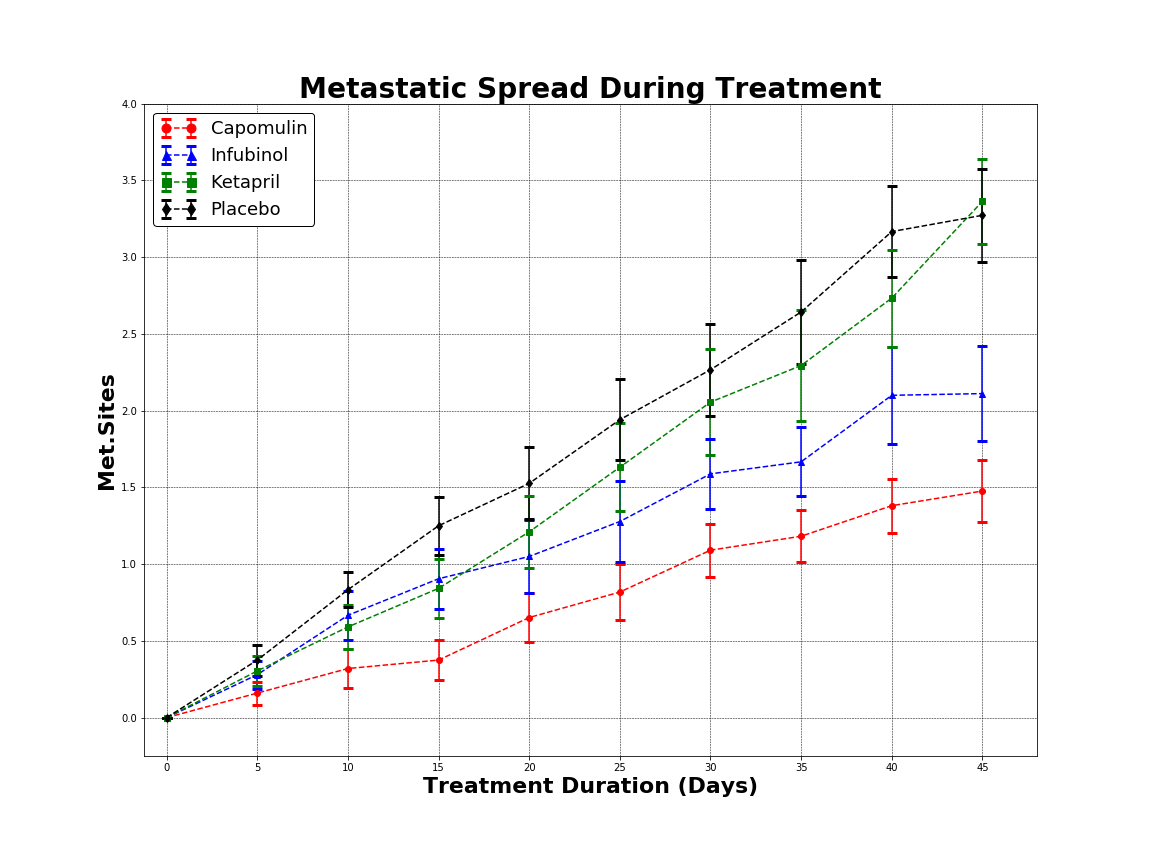 Metastatic Spread During Treatment
4.0
3.5
3.0
2.5
2.0
1.5
1.0
0.5
0.0
Met.Sites
Capomulin
Infubinol
Ketapril
Placebo
0 5 10 15 20 25 30 35 40 45
Treatment Duration (Days)